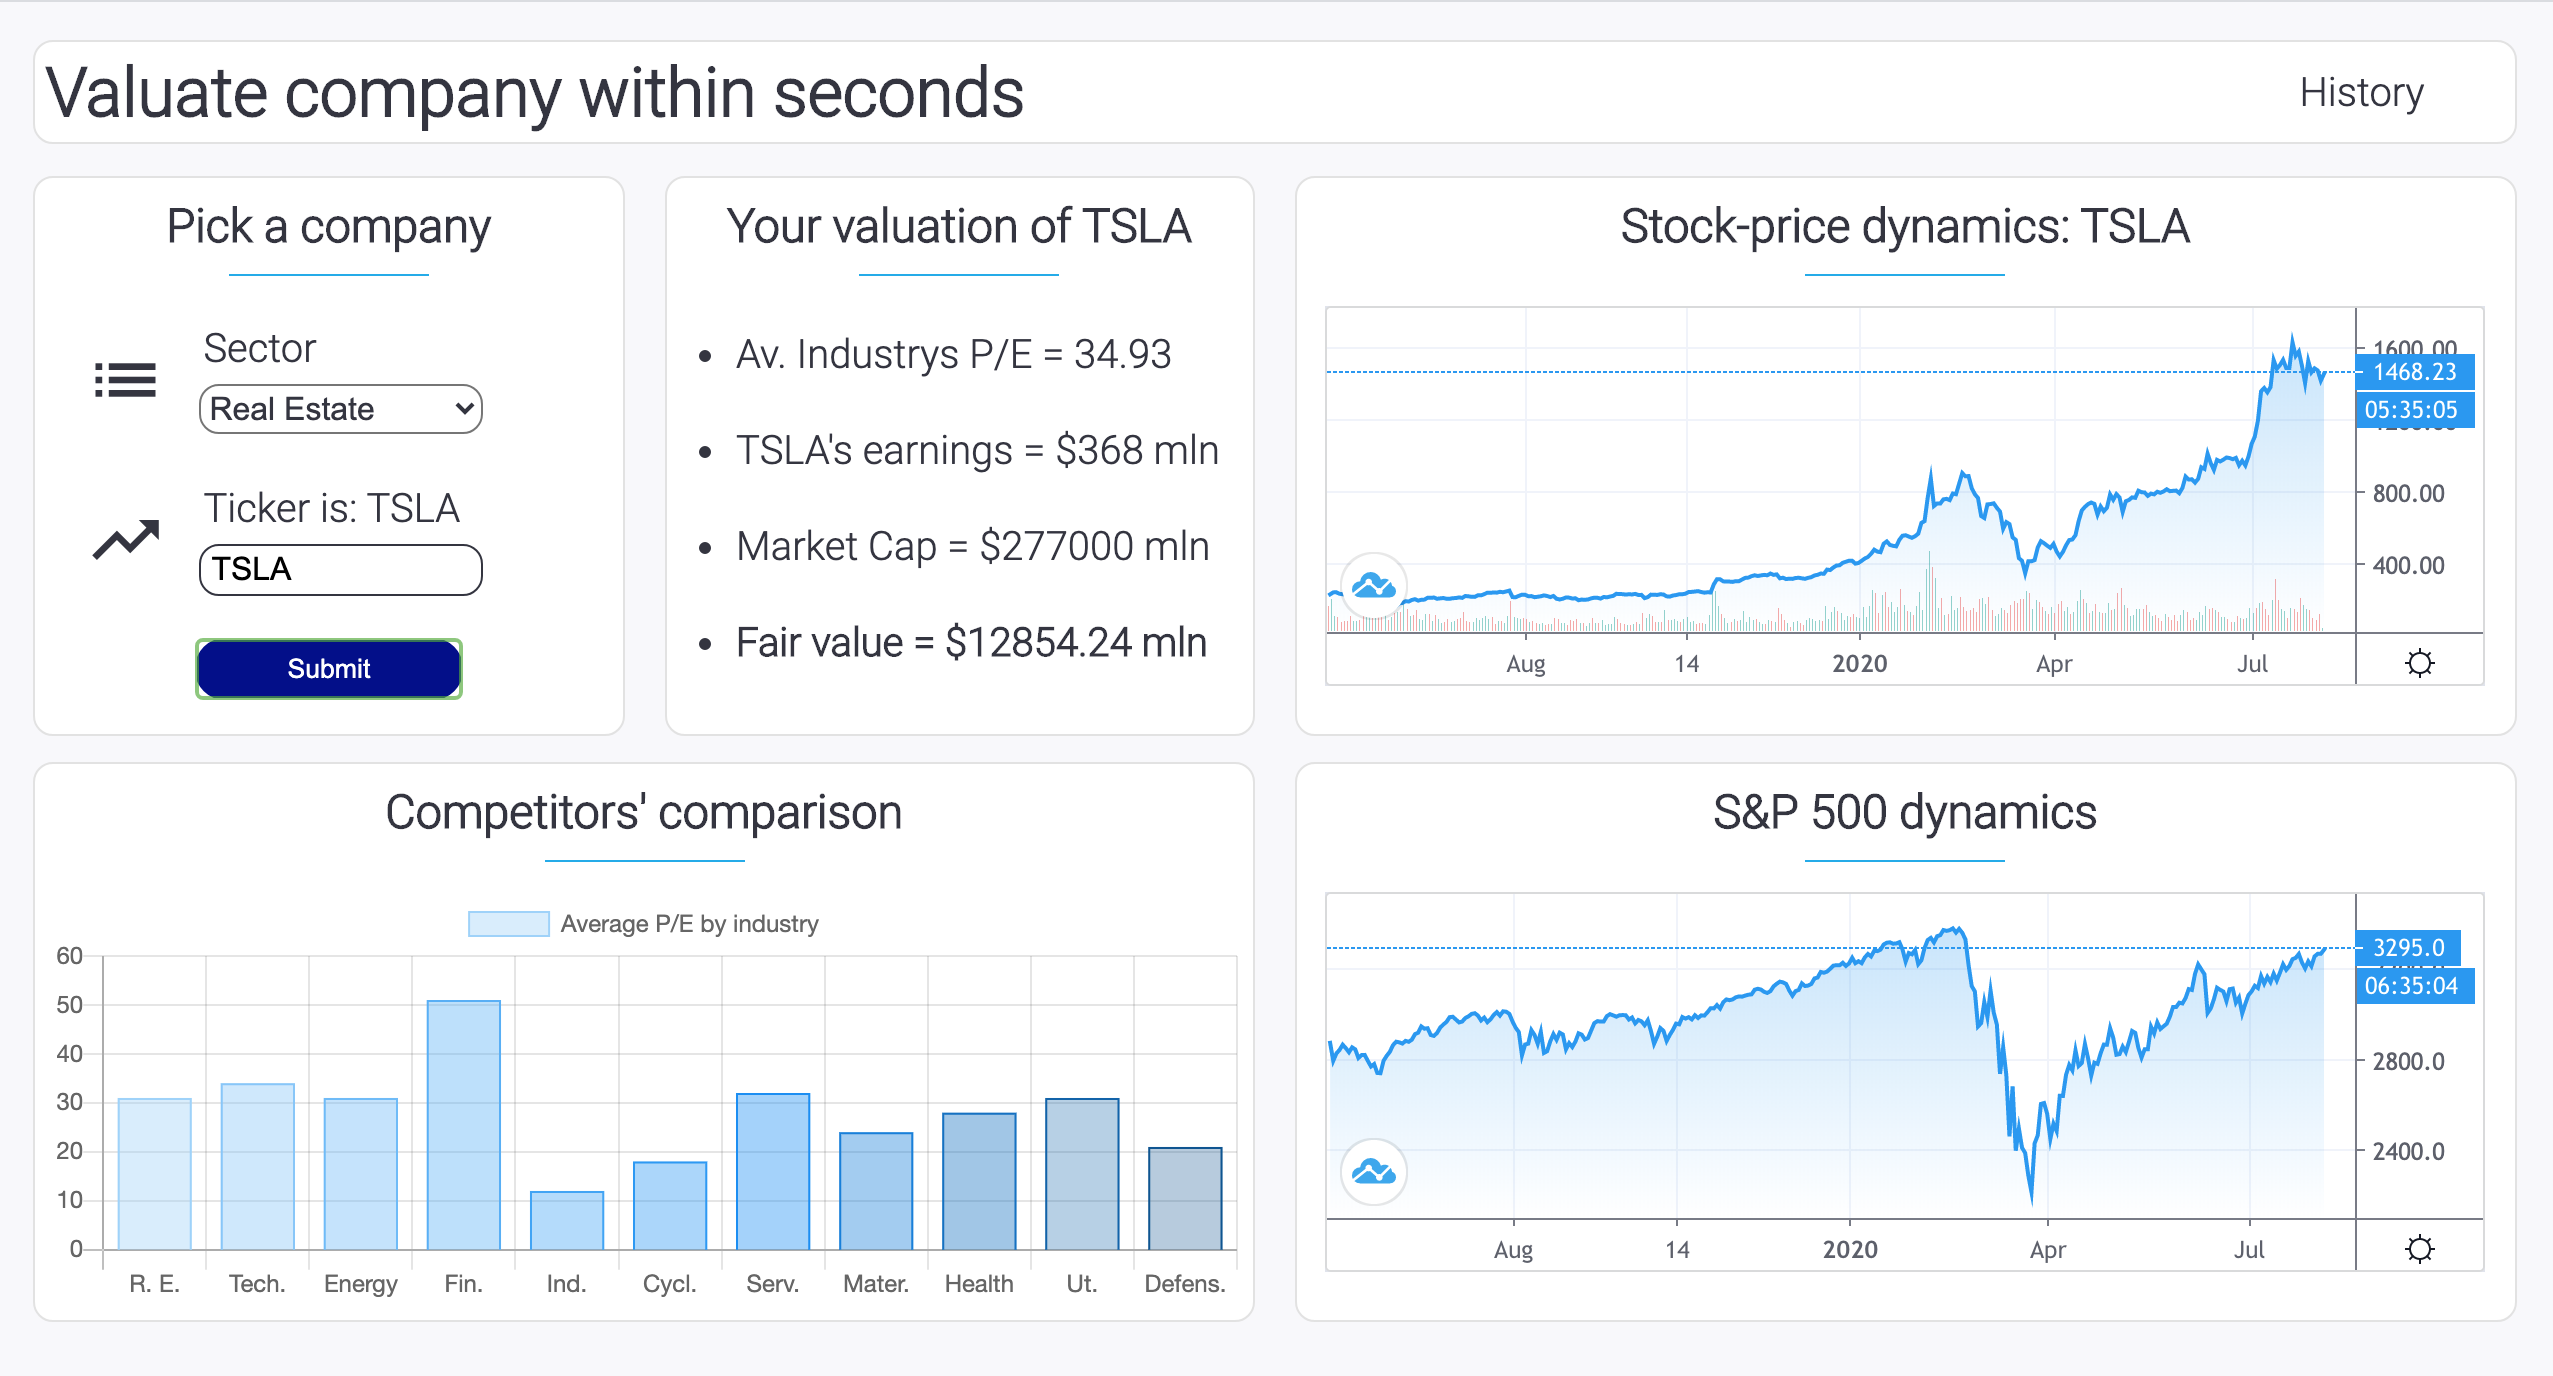 Valuate company within seconds
History
Pick a company
Sector
Real Estate
Ticker is: TSLA
TSLA
Submit
Your valuation of TSLA
Av. Industrys P/E = 34.93
TSLA's earnings = $368 mln
Market Cap = $277000 mln
Fair value = $12854.24 mln
Stock-price dynamics: TSLA
1600.00
1468.23
05:35:05
800.00
400.00
Aug 14 2020 Apr Jul
Competitors' comparison
Average P/E by industry
60
50
40
30
20
10
0
R. E. Tech. Energy Fin. Ind. Cycl. Serv. Mater. Health Ut. Defens.
S&P 500 dynamics
3295.0
06:35:04
2800.0
2400.0
Aug 14 2020 Apr Jul